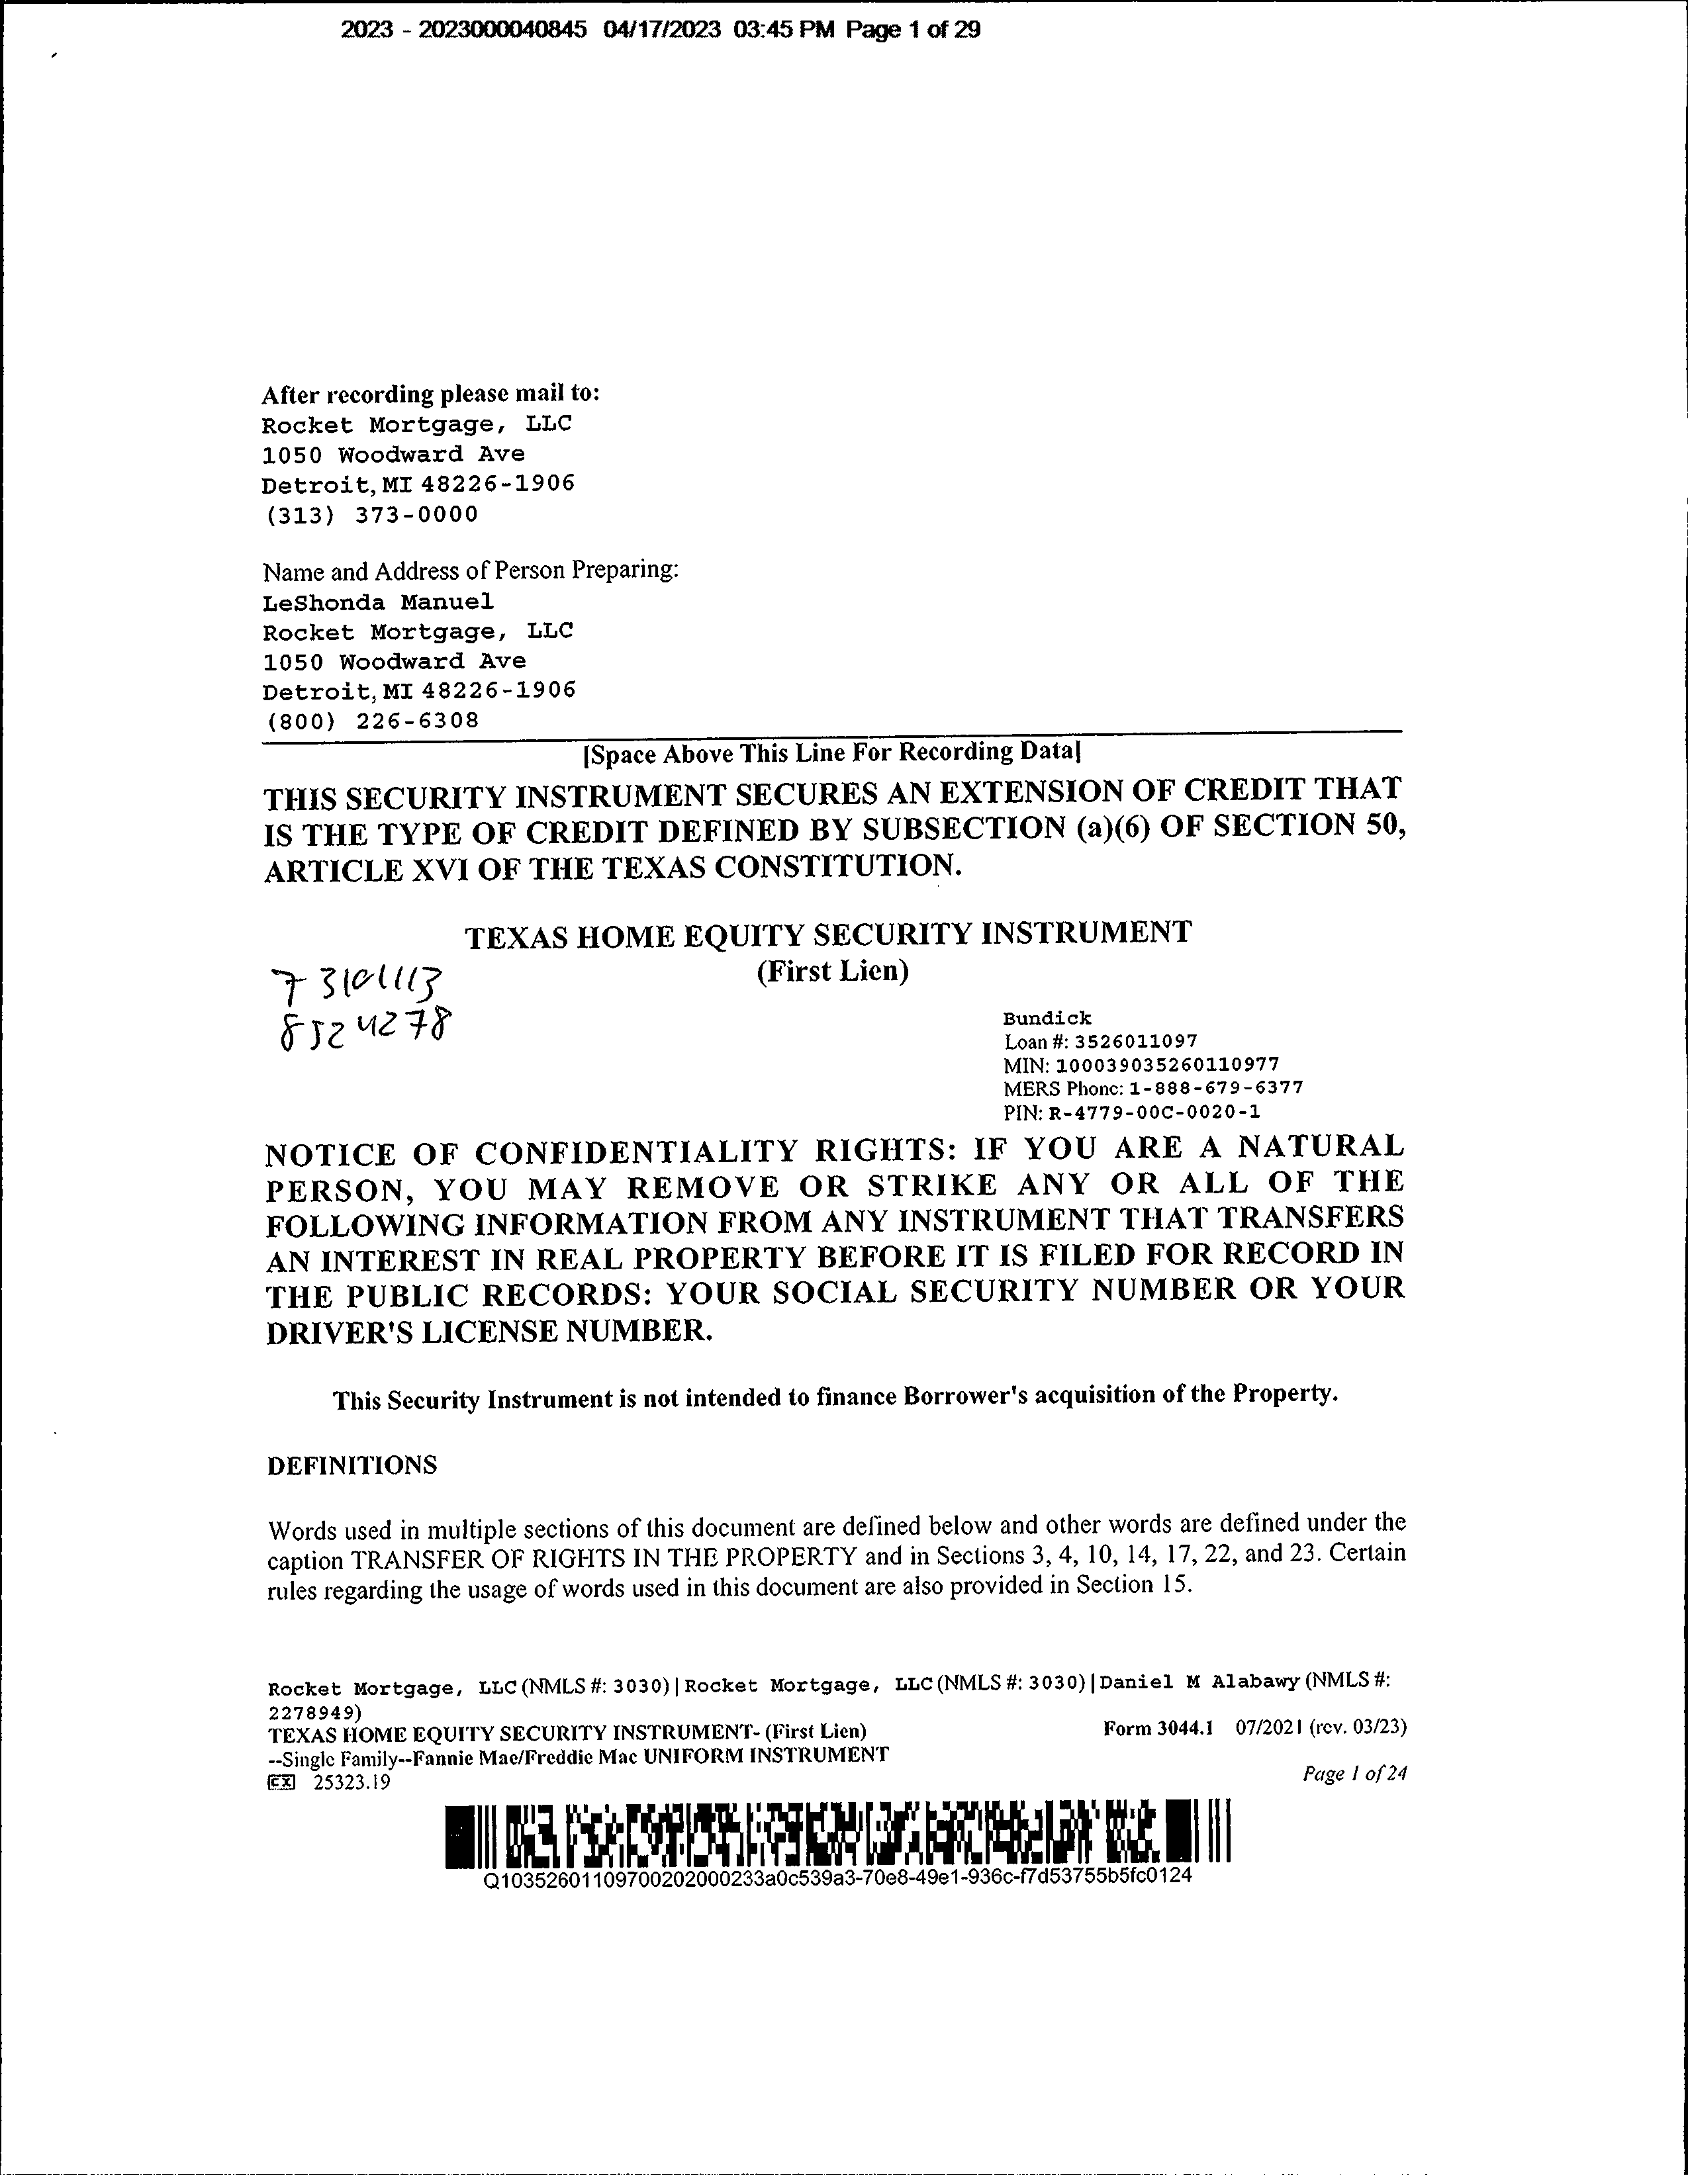 2023 - 2023000040845 04/17/2023 03:45 PM Page 1 of 29
After recording please mail to:
Rocket Mortgage, LLC
1050 Woodward Ave
Detroit, MI 48226-1906
(313) 373-0000
Name and Address of Person Preparing:
LeShonda Manuel
Rocket Mortgage, LLC
1050 Woodward Ave
Detroit, MI 48226-1906
(800) 226-6308
[Space Above This Line For Recording Data]
THIS SECURITY INSTRUMENT SECURES AN EXTENSION OF CREDIT THAT
IS THE TYPE OF CREDIT DEFINED BY SUBSECTION (a)(6) OF SECTION 50,
ARTICLE XVI OF THE TEXAS CONSTITUTION.
TEXAS HOME EQUITY SECURITY INSTRUMENT
(First Lien)
73101113
8524278
Bundick
Loan #: 3526011097
MIN: 100039035260110977
MERS Phone: 1-888-679-6377
PIN: R-4779-00C-0020-1
NOTICE OF CONFIDENTIALITY RIGHTS: IF YOU ARE A NATURAL
PERSON, YOU MAY REMOVE OR STRIKE ANY OR ALL OF THE
FOLLOWING INFORMATION FROM ANY INSTRUMENT THAT TRANSFERS
AN INTEREST IN REAL PROPERTY BEFORE IT IS FILED FOR RECORD IN
THE PUBLIC RECORDS: YOUR SOCIAL SECURITY NUMBER OR YOUR
DRIVER'S LICENSE NUMBER.
This Security Instrument is not intended to finance Borrower's acquisition of the Property.
DEFINITIONS
Words used in multiple sections of this document are defined below and other words are defined under the
caption TRANSFER OF RIGHTS IN THE PROPERTY and in Sections 3, 4, 10, 14, 17, 22, and 23. Certain
rules regarding the usage of words used in this document are also provided in Section 15.
Rocket Mortgage, LLC (NMLS #: 3030) | Rocket Mortgage, LLC (NMLS #: 3030) | Daniel M Alabawy (NMLS #:
2278949)
TEXAS HOME EQUITY SECURITY INSTRUMENT- (First Lien) Form 3044.1 07/2021 (rev. 03/23)
--Single Family--Fannie Mae/Freddie Mac UNIFORM INSTRUMENT
EX 25323.19 Page 1 of 24
Q10352601109700202000233a0c539a3-70e8-49e1-936c-f7d53755b5fc0124